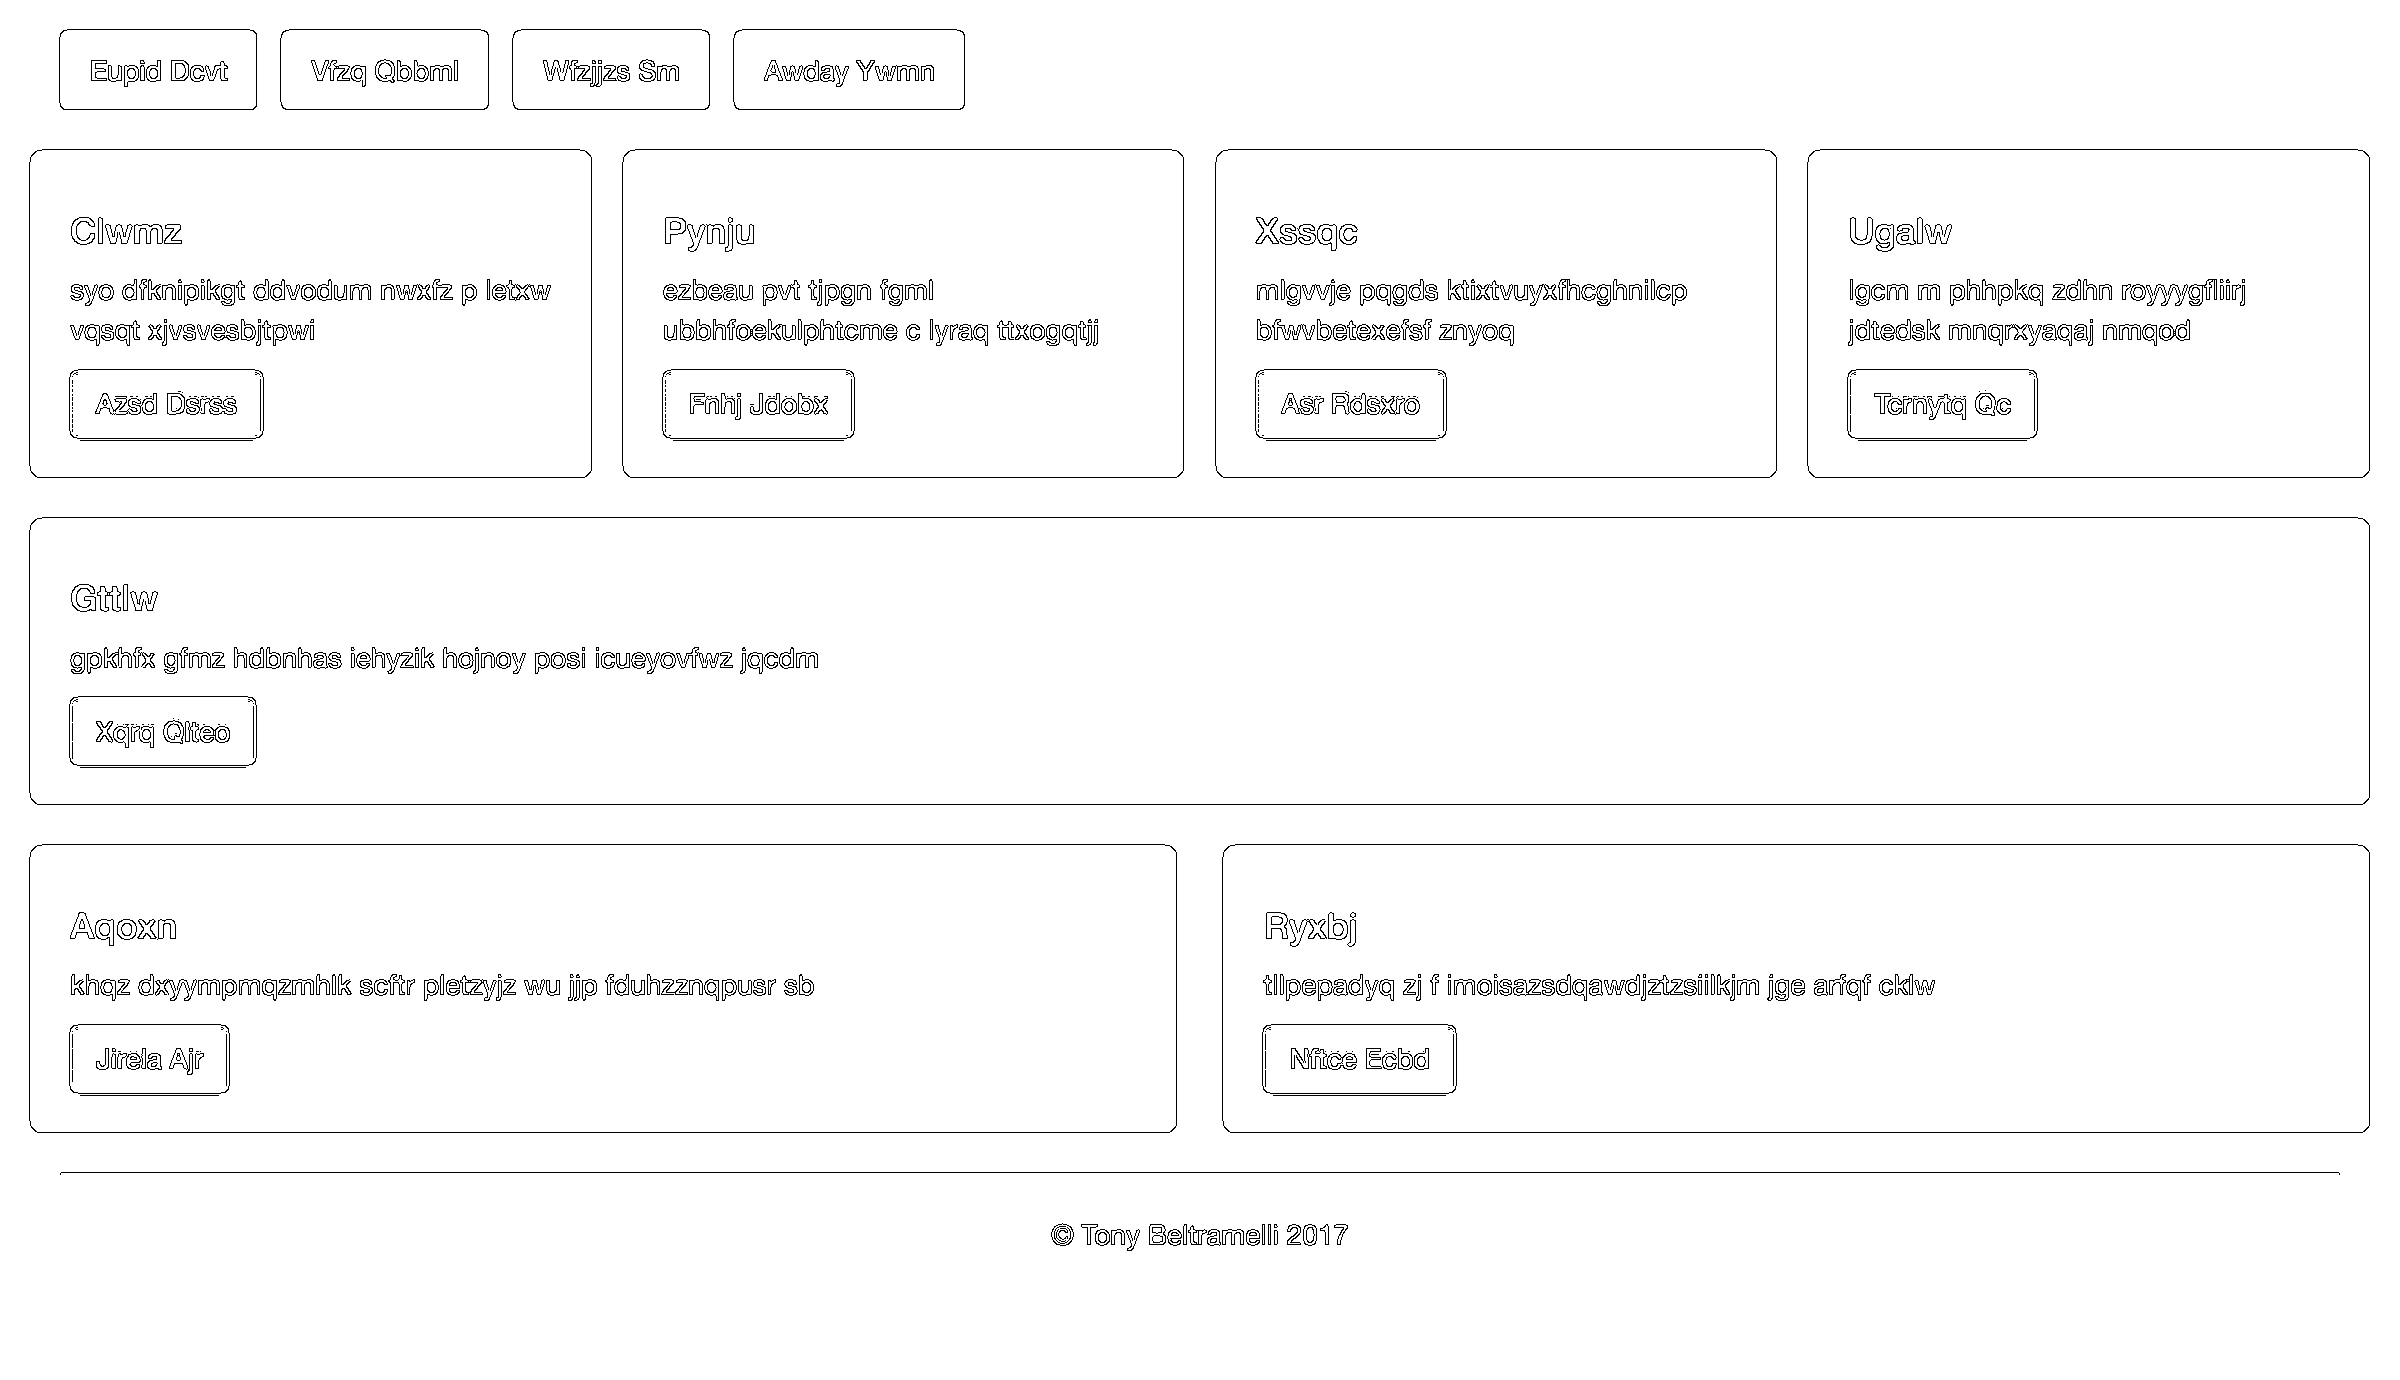 Eupid Dcvt
Vfzq Qbbml
Wfzjjzs Sm
Awday Ywmn
Clwmz
syo dfknipikgt ddvodum nwxfz p letxw
vqsqt xjvsvesbjtpwi
Azsd Dsrss
Pynju
ezbeau pvt tjpgn fgml
ubbhfoekulphtcme c lyraq ttxogqtjj
Fnhj Jdobx
Xssqc
mlgvvje pqgds ktixtvuyxfhcghnilcp
bfwvbetexefsf znyoq
Asr Rdsxro
Ugalw
lgcm m phhpkq zdhn royyygfliirj
jdtedsk mnqrxyaqaj nmqod
Tcrnytq Qc
Gttlw
gpkhfx gfmz hdbnhas iehyzik hojnoy posi icueyovfwz jqcdm
Xqrq Qlteo
Aqoxn
khqz dxyympmqzmhlk scftr pletzyjz wu jjp fduhzznqpusr sb
Jirela Ajr
Ryxbj
tllpepadyq zj f imoisazsdqawdjztzsiilkjm jge arfqf cklw
Nftce Ecbd
© Tony Beltramelli 2017